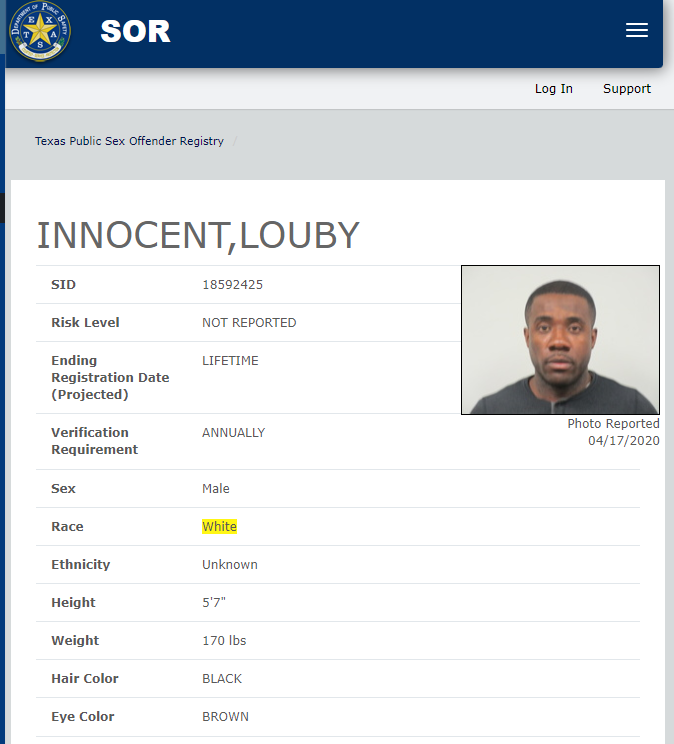 DEPARTMENT OF PUBLIC SAFETY
TEXAS
SOR
Log In Support
Texas Public Sex Offender Registry /
INNOCENT,LOUBY
SID 18592425
Risk Level NOT REPORTED
Ending
Registration Date
(Projected)
LIFETIME
Photo Reported
04/17/2020
Verification
Requirement
ANNUALLY
Sex Male
Race White
Ethnicity Unknown
Height 5'7"
Weight 170 lbs
Hair Color BLACK
Eye Color BROWN